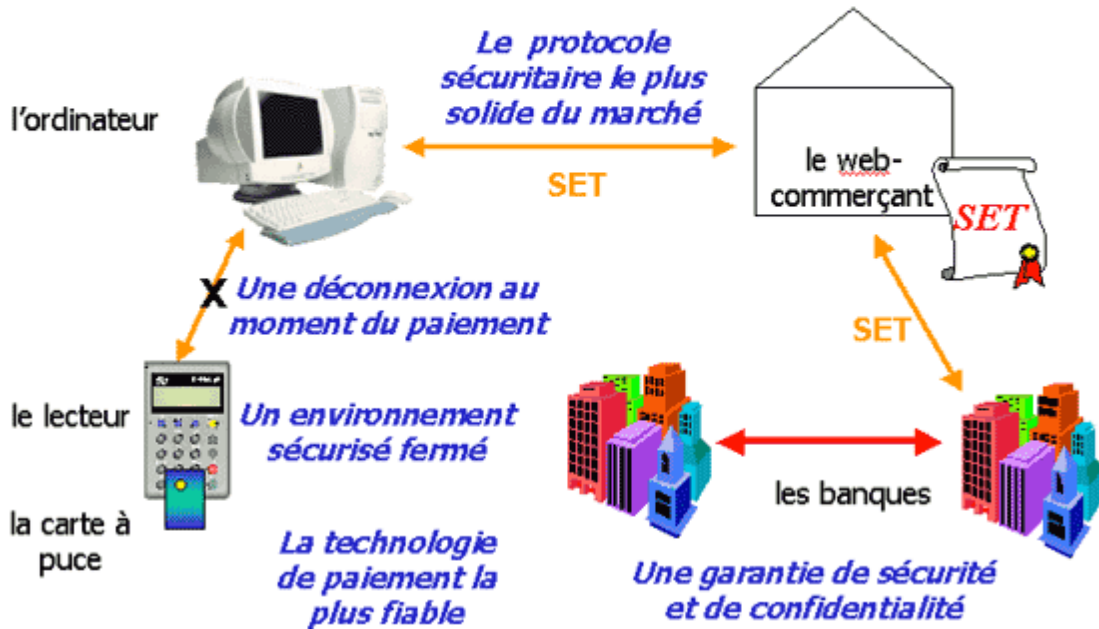 Le protocole
sécuritaire le plus
solide du marché
l'ordinateur
SET
le web-
commerçant
SET
Une déconnexion au
moment du paiement
SET
le lecteur
Un environnement
sécurisé fermé
les banques
la carte à
puce
La technologie
de paiement la
plus fiable
Une garantie de sécurité
et de confidentialité